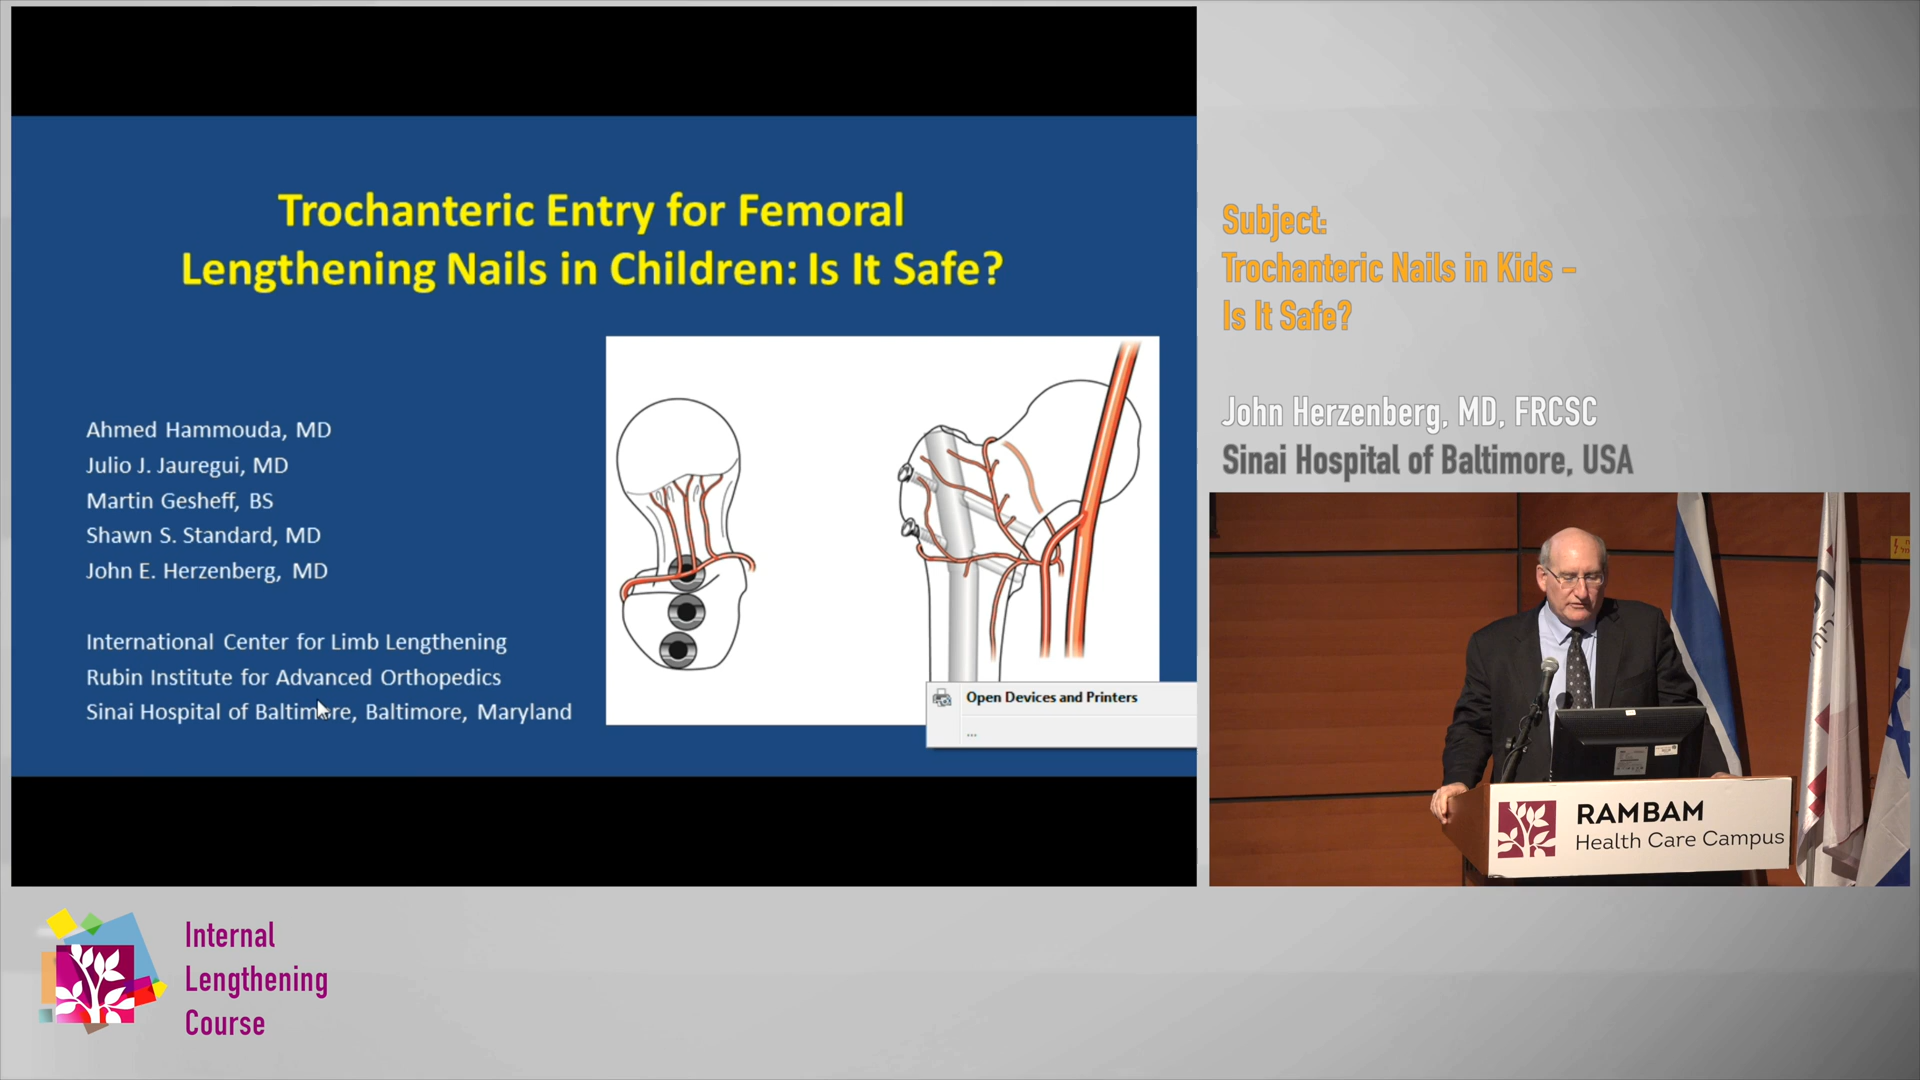 Trochanteric Entry for Femoral
Lengthening Nails in Children: Is It Safe?
Ahmed Hammouda, MD
Julio J. Jauregui, MD
Martin Gesheff, BS
Shawn S. Standard, MD
John E. Herzenberg, MD
International Center for Limb Lengthening
Rubin Institute for Advanced Orthopedics
Sinai Hospital of Baltimore, Baltimore, Maryland
Open Devices and Printers
...
Subject:
Trochanteric Nails in Kids –
Is It Safe?
John Herzenberg, MD, FRCSC
Sinai Hospital of Baltimore, USA
RAMBAM
Health Care Campus
Internal
Lengthening
Course